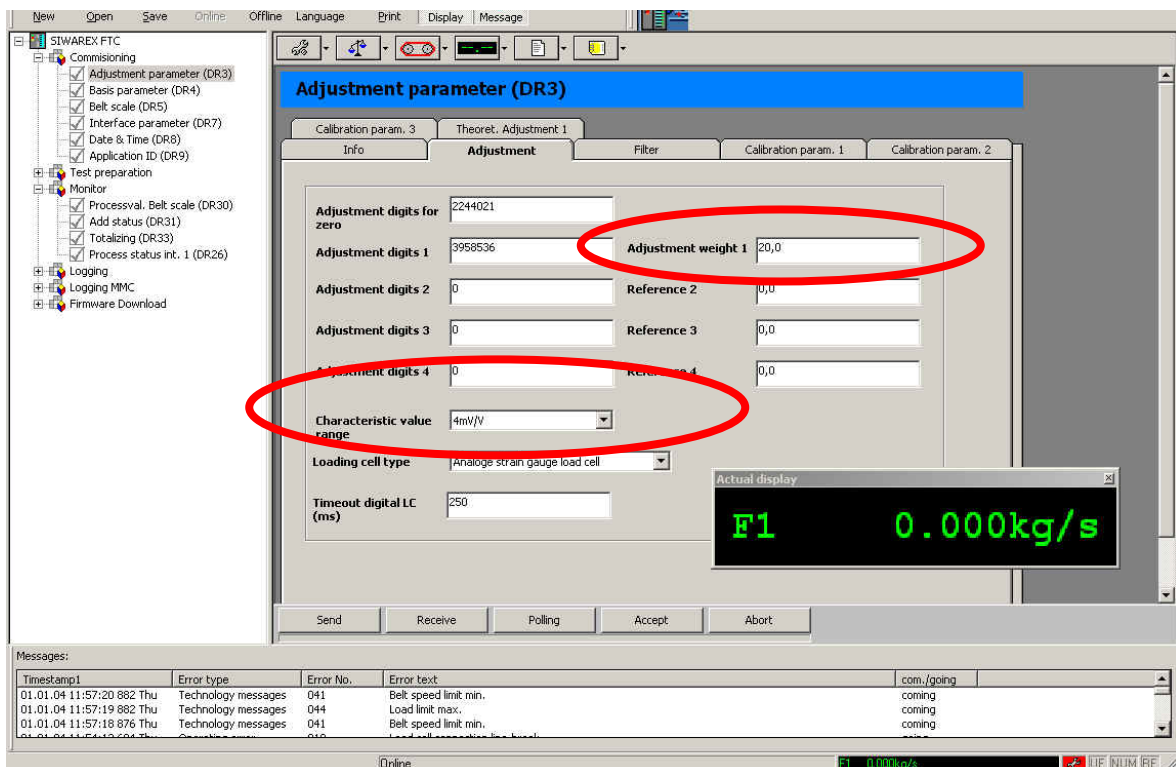 New Open Save Online Offline Language Print Display Message
SIWAREX FTC
Commisioning
Adjustment parameter (DR3)
Basis parameter (DR4)
Belt scale (DR5)
Interface parameter (DR7)
Date & Time (DR8)
Application ID (DR9)
Test preparation
Monitor
Processval. Belt scale (DR30)
Add status (DR31)
Totalizing (DR33)
Process status int. 1 (DR26)
Logging
Logging MMC
Firmware Download
Adjustment parameter (DR3)
Calibration param. 3 Theoret. Adjustment 1
Info Adjustment Filter Calibration param. 1 Calibration param. 2
Adjustment digits for zero 2244021
Adjustment digits 1 3958536 Adjustment weight 1 20,0
Adjustment digits 2 0 Reference 2 0,0
Adjustment digits 3 0 Reference 3 0,0
Adjustment digits 4 0 Reference 4 0,0
Characteristic value range 4mV/V
Loading cell type Analoge strain gauge load cell
Timeout digital LC (ms) 250
Actual display
F1 0.000kg/s
Send Receive Polling Accept Abort
Messages:
Timestamp1 Error type Error No. Error text com./going
01.01.04 11:57:20 882 Thu Technology messages 041 Belt speed limit min. coming
01.01.04 11:57:19 882 Thu Technology messages 044 Load limit max. coming
01.01.04 11:57:18 876 Thu Technology messages 041 Belt speed limit min. coming
Online F1 0.000kg/s NUM